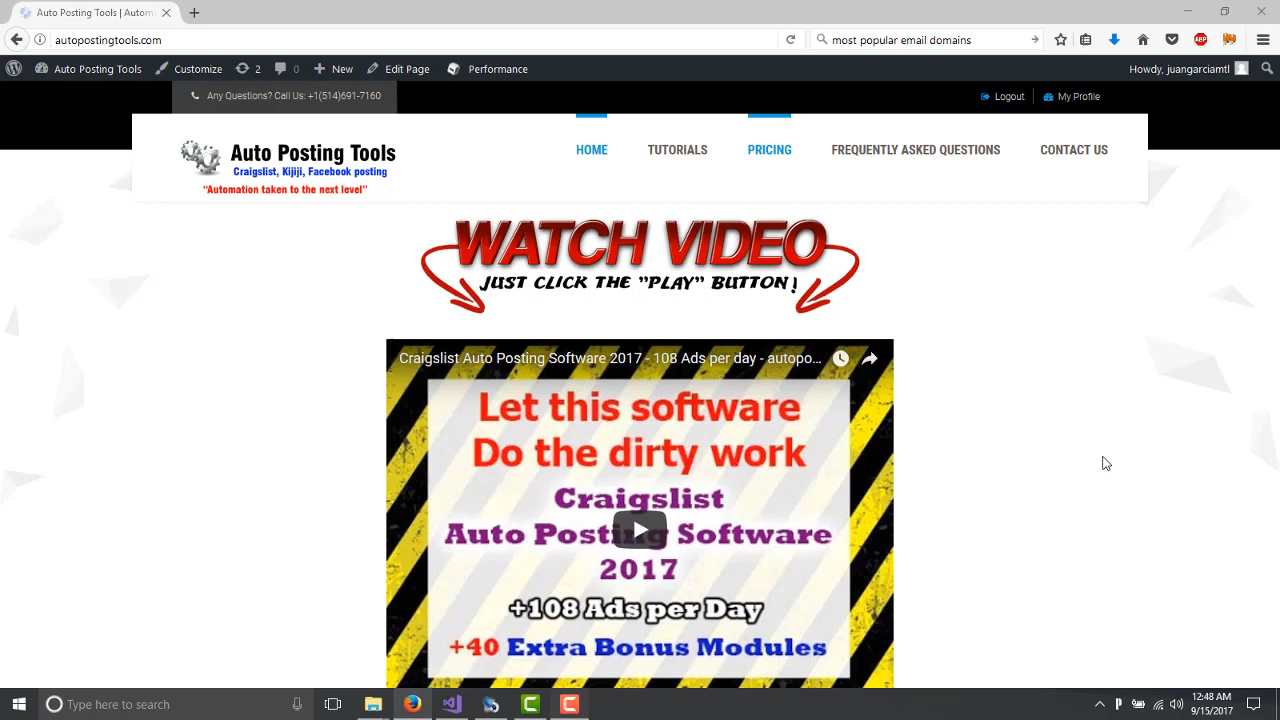 Auto Posting Tools | Autom
autopostingtools.com
most popular email domains
ABP
Auto Posting Tools
Customize
2
0
New
Edit Page
Performance
Howdy, juangarciamtl
Any Questions? Call Us: +1(514)691-7160
Logout
My Profile
Auto Posting Tools
Craigslist, Kijiji, Facebook posting
“Automation taken to the next level”
HOME
TUTORIALS
PRICING
FREQUENTLY ASKED QUESTIONS
CONTACT US
WATCH VIDEO
JUST CLICK THE "PLAY" BUTTON!
Craigslist Auto Posting Software 2017 - 108 Ads per day - autopo...
Let this software
Do the dirty work
Craigslist
Auto Posting Software
2017
+108 Ads per Day
+40 Extra Bonus Modules
Type here to search
12:48 AM
9/15/2017